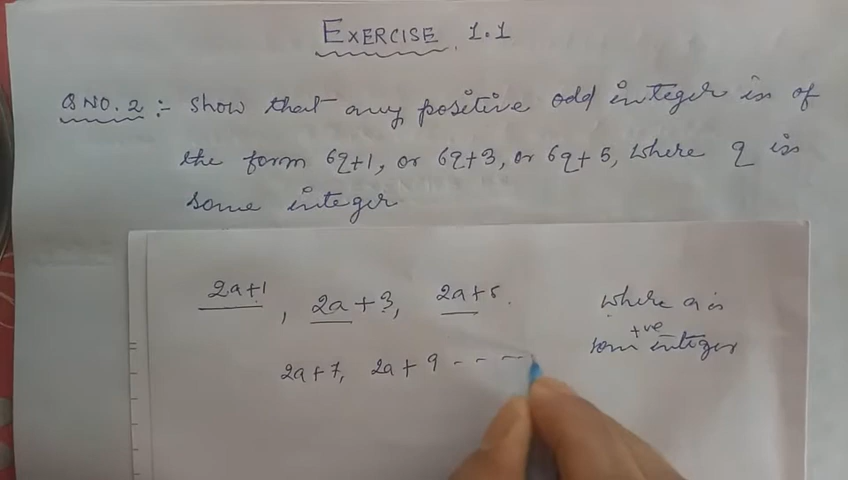 EXERCISE 1.1
Q NO. 2 :- Show that any positive odd integer is of
the form 6q+1, or 6q+3, or 6q+5, where q is
some integer
2a+1, 2a+3, 2a+5.
where a is
som +ve integer
2a+7, 2a+9 - - - -